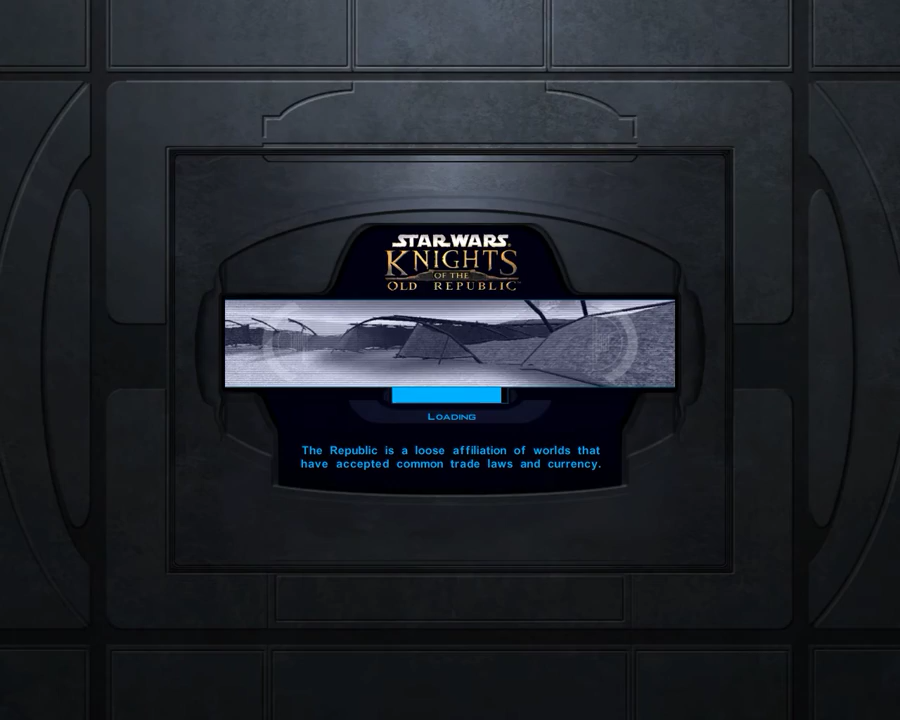 STAR WARS
KNIGHTS
OF THE
OLD REPUBLIC
LOADING
The Republic is a loose affiliation of worlds that
have accepted common trade laws and currency.